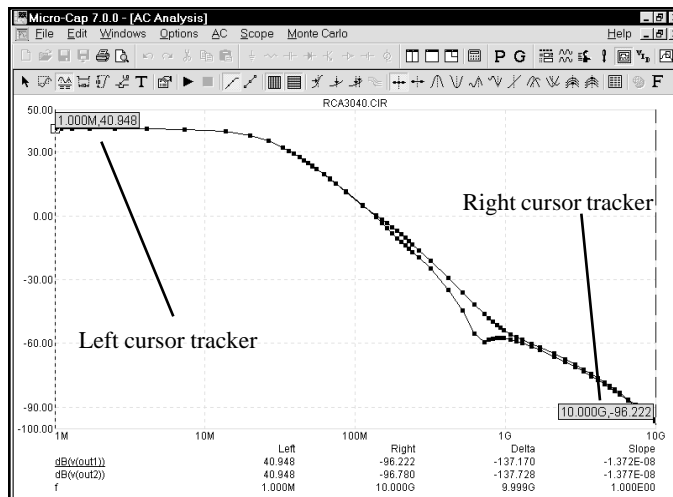 Micro-Cap 7.0.0 - [AC Analysis]
File Edit Windows Options AC Scope Monte Carlo Help
T P G F
RCA3040.CIR
50.00
1.000M,40.948
30.00
Right cursor tracker
0.00
-30.00
Left cursor tracker
-60.00
-90.00
10.000G,-96.222
-100.00
1M 10M 100M 1G 10G
Left Right Delta Slope
dB(v(out1)) 40.948 -96.222 -137.170 -1.372E-08
dB(v(out2)) 40.948 -96.780 -137.728 -1.377E-08
f 1.000M 10.000G 9.999G 1.000E00